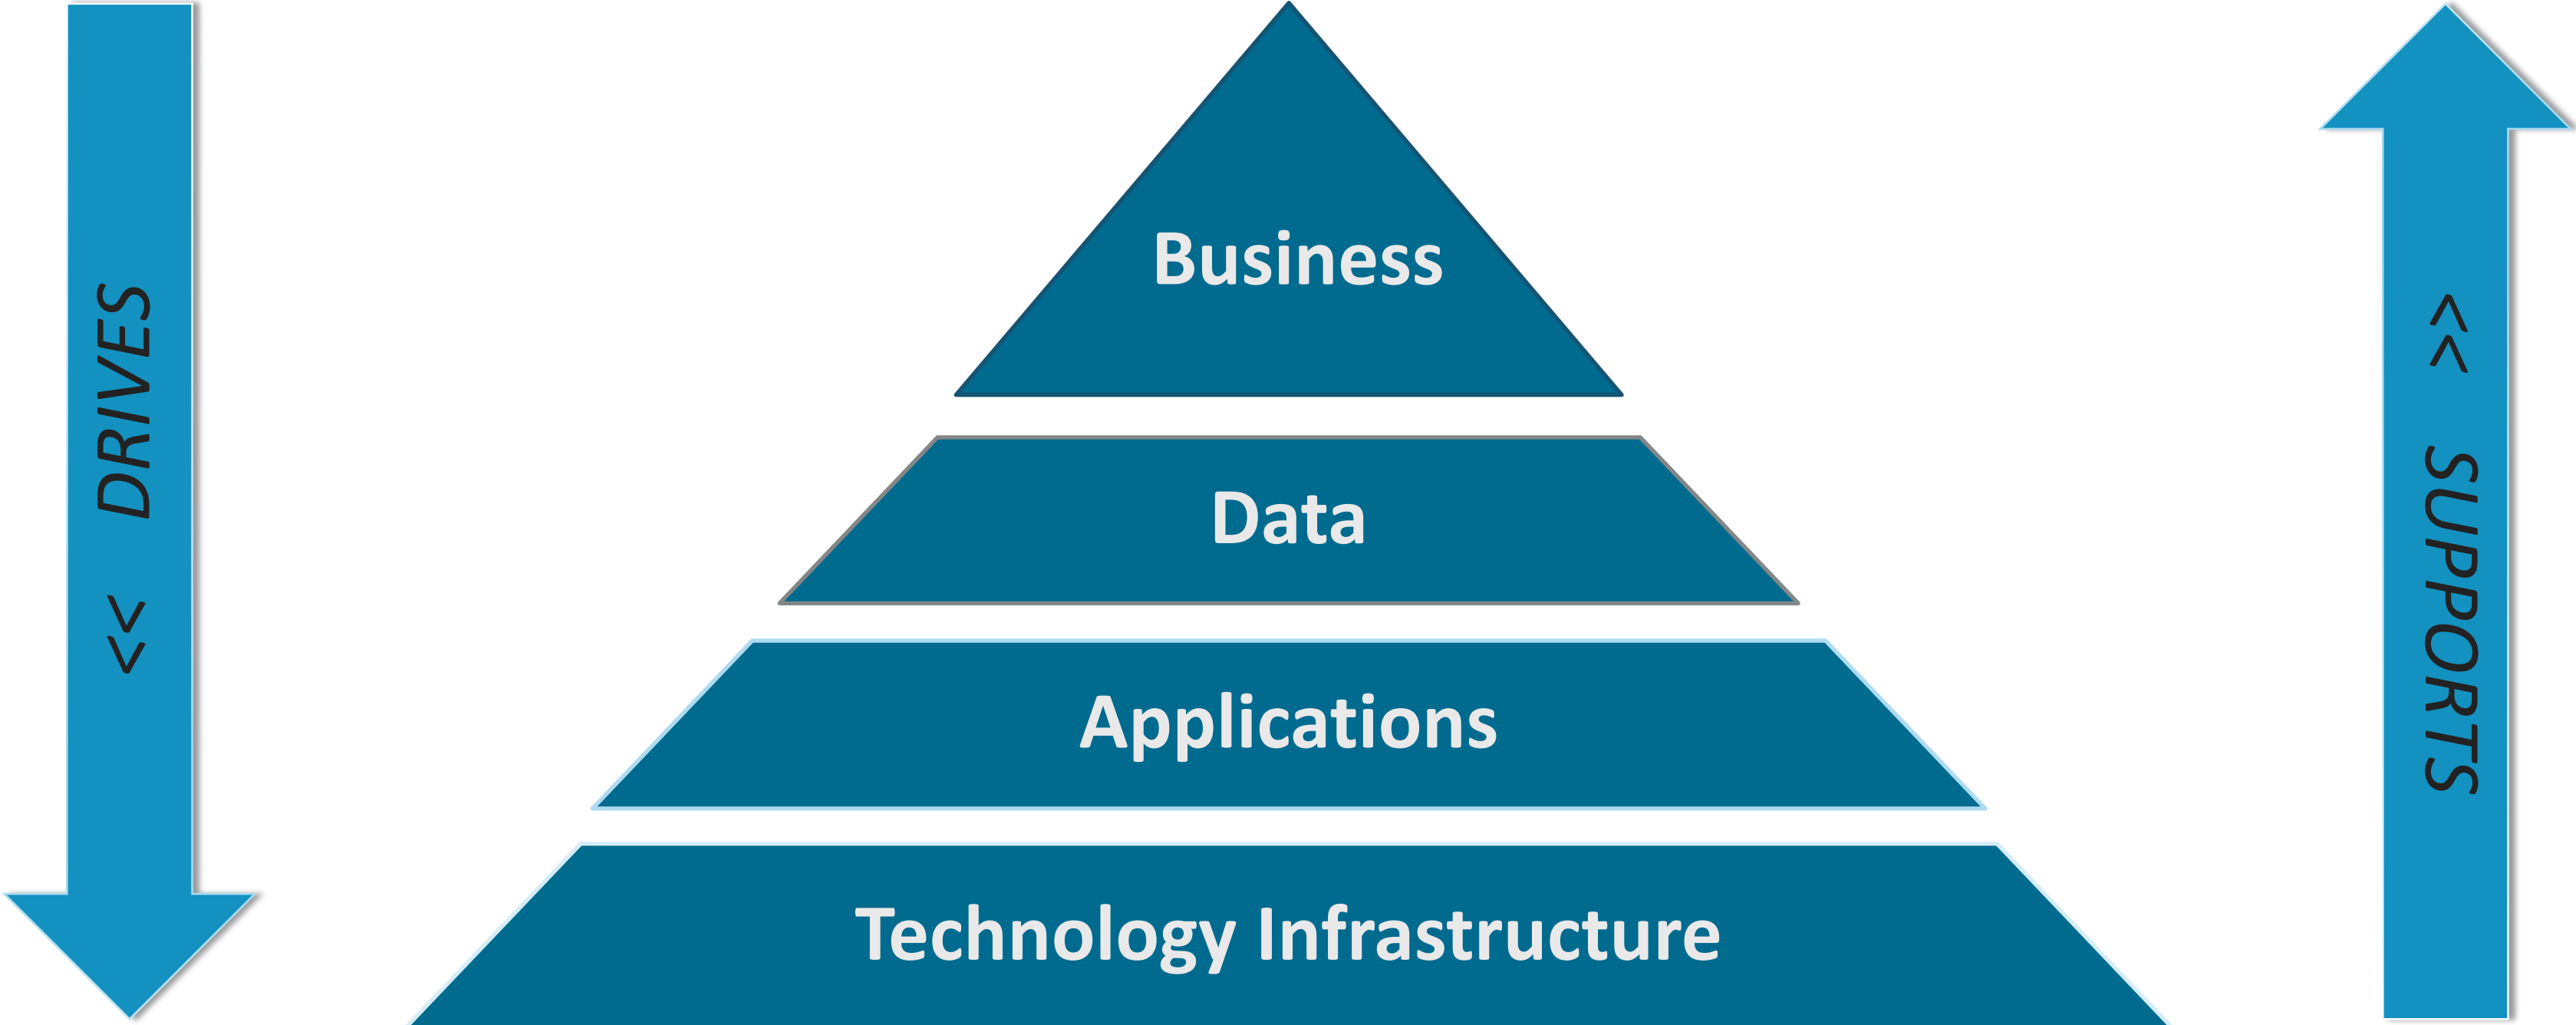 << DRIVES
Business
Data
Applications
Technology Infrastructure
<< SUPPORTS